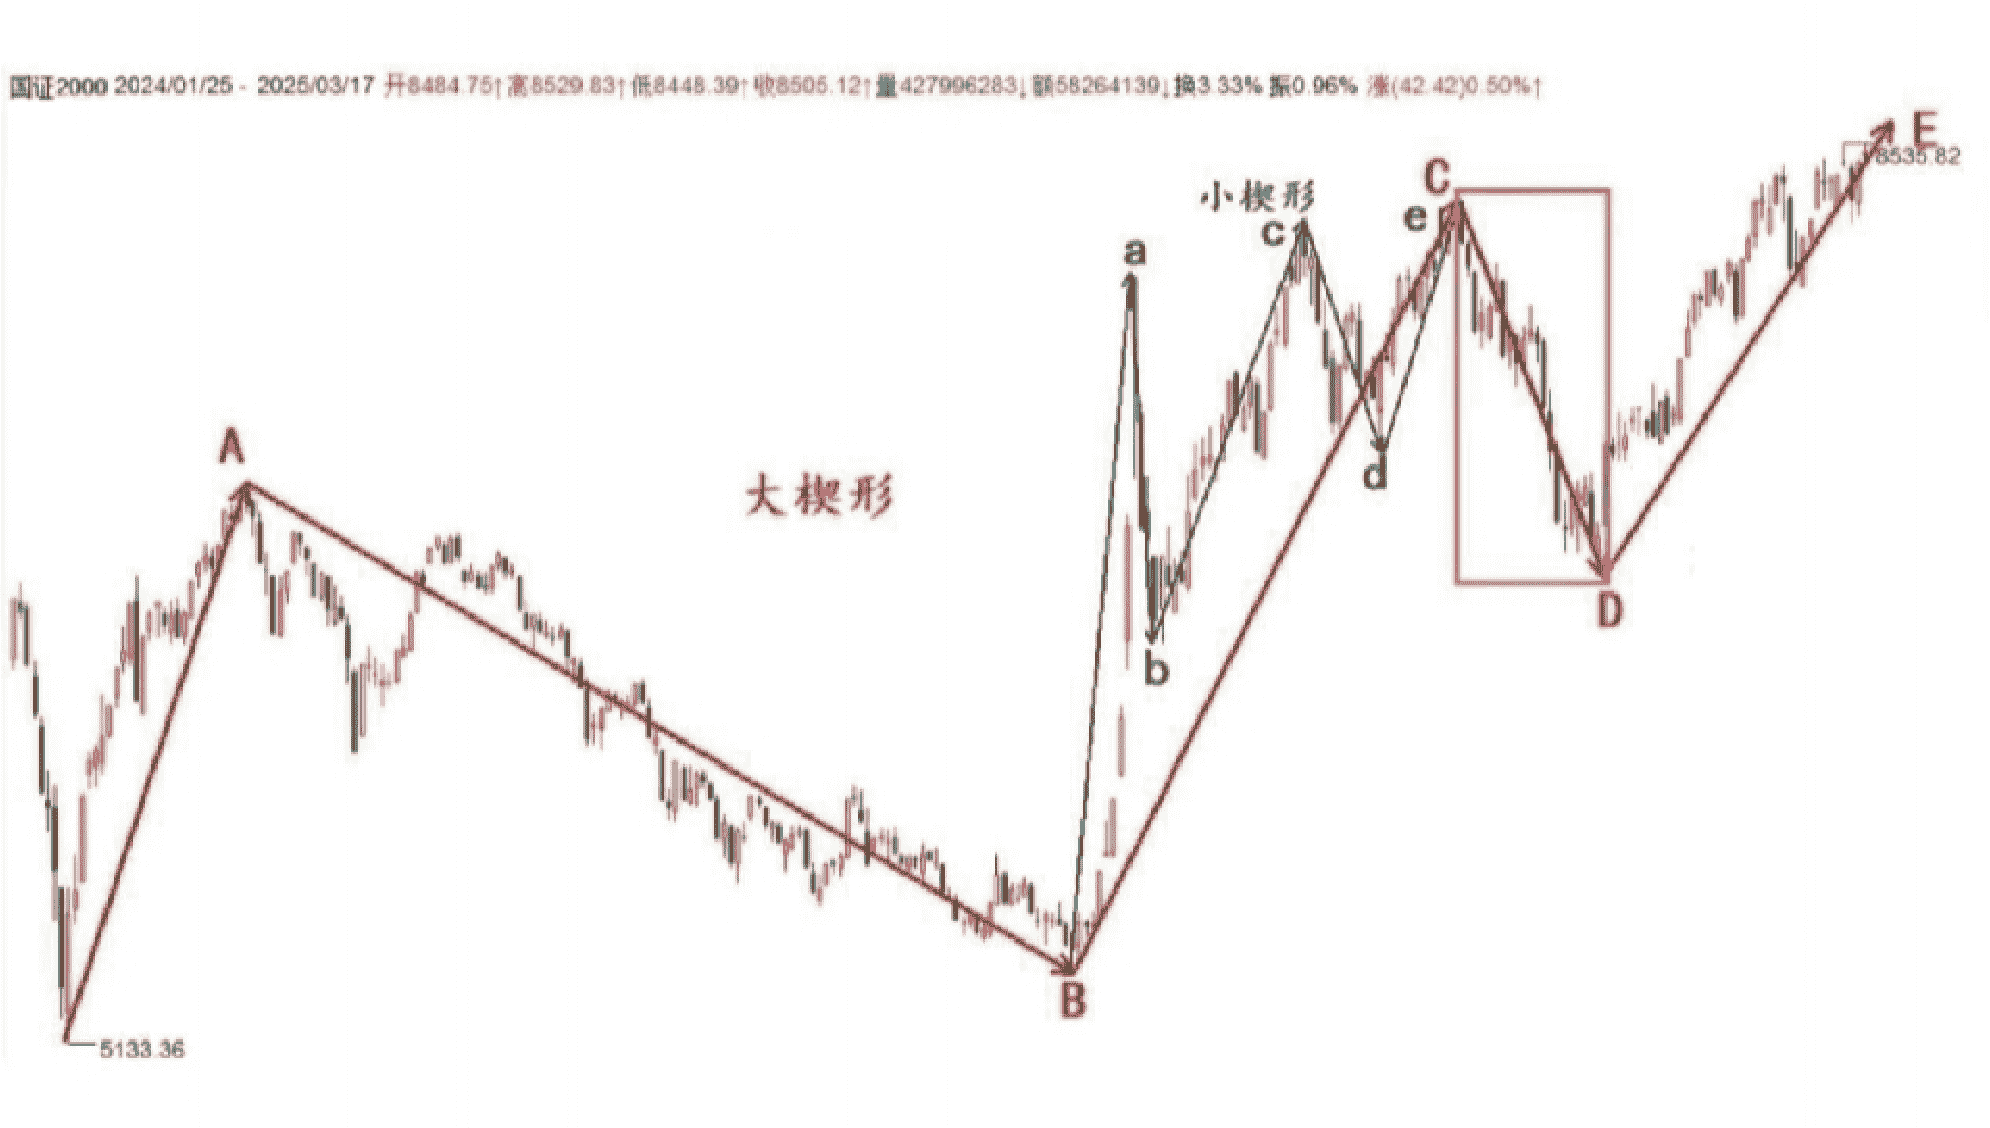 国证2000 2024/01/25 - 2025/03/17 开8484.75↑ 高8529.83↑ 低8448.39↑ 收8505.12↑ 量427996283↓ 额58264139↓ 换3.33% 振0.96% 涨(42.42)0.50%↑
E
8535.82
C
小楔形
e
c
a
A
d
大楔形
D
b
B
5133.36